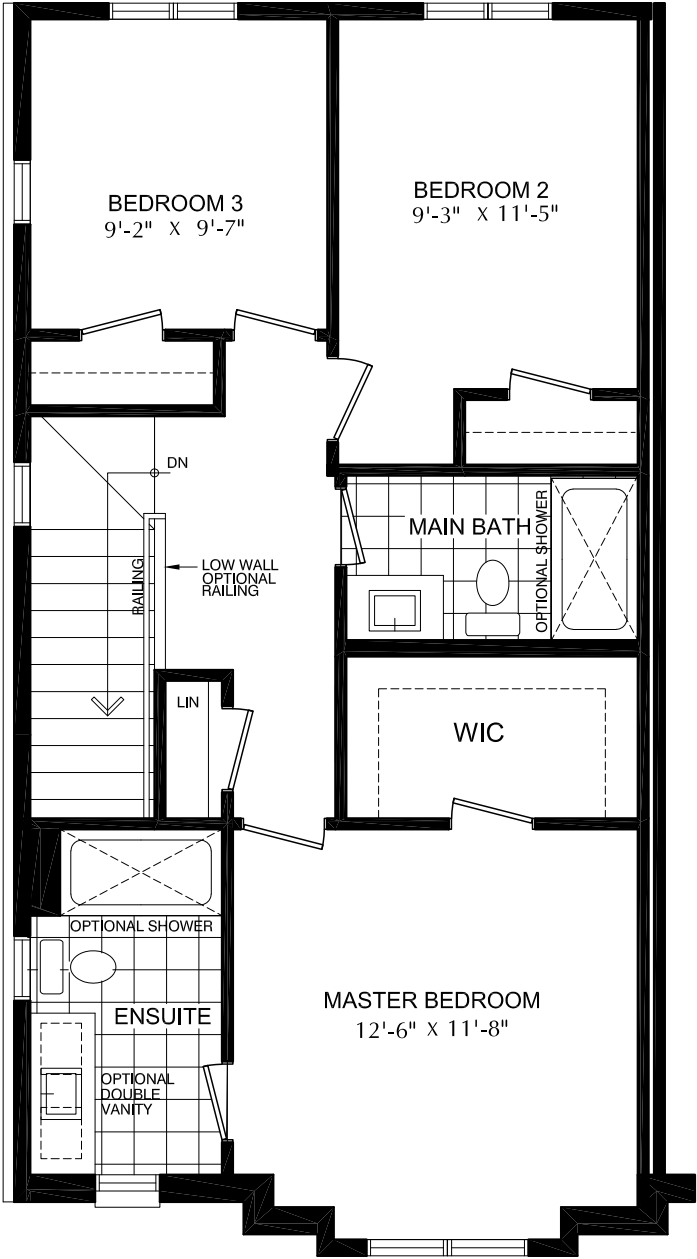 BEDROOM 3
9'-2" X 9'-7"
BEDROOM 2
9'-3" X 11'-5"
DN
MAIN BATH
OPTIONAL SHOWER
RAILING
LOW WALL
OPTIONAL
RAILING
LIN
WIC
OPTIONAL SHOWER
ENSUITE
OPTIONAL
DOUBLE
VANITY
MASTER BEDROOM
12'-6" X 11'-8"